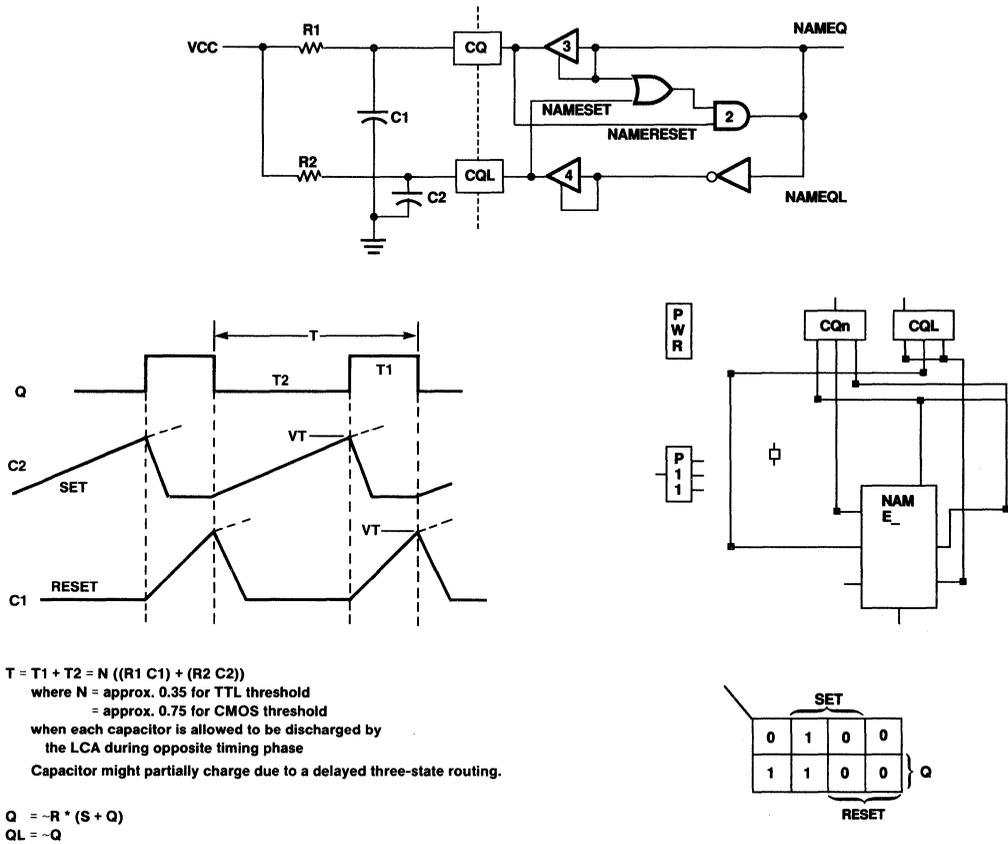 NAMEQ
R1
VCC
CQ
3
NAMESET
C1
2
NAMERESET
R2
CQL
4
C2
NAMEQL
T
Q
T2
T1
C2
VT
SET
VT
RESET
C1
P
W
R
CQn
CQL
P
1
1
NAM
E_
T = T1 + T2 = N ((R1 C1) + (R2 C2))
where N = approx. 0.35 for TTL threshold
= approx. 0.75 for CMOS threshold
when each capacitor is allowed to be discharged by
the LCA during opposite timing phase
Capacitor might partially charge due to a delayed three-state routing.
Q = ~R * (S + Q)
QL = ~Q
SET
0 1 0 0
1 1 0 0 Q
RESET